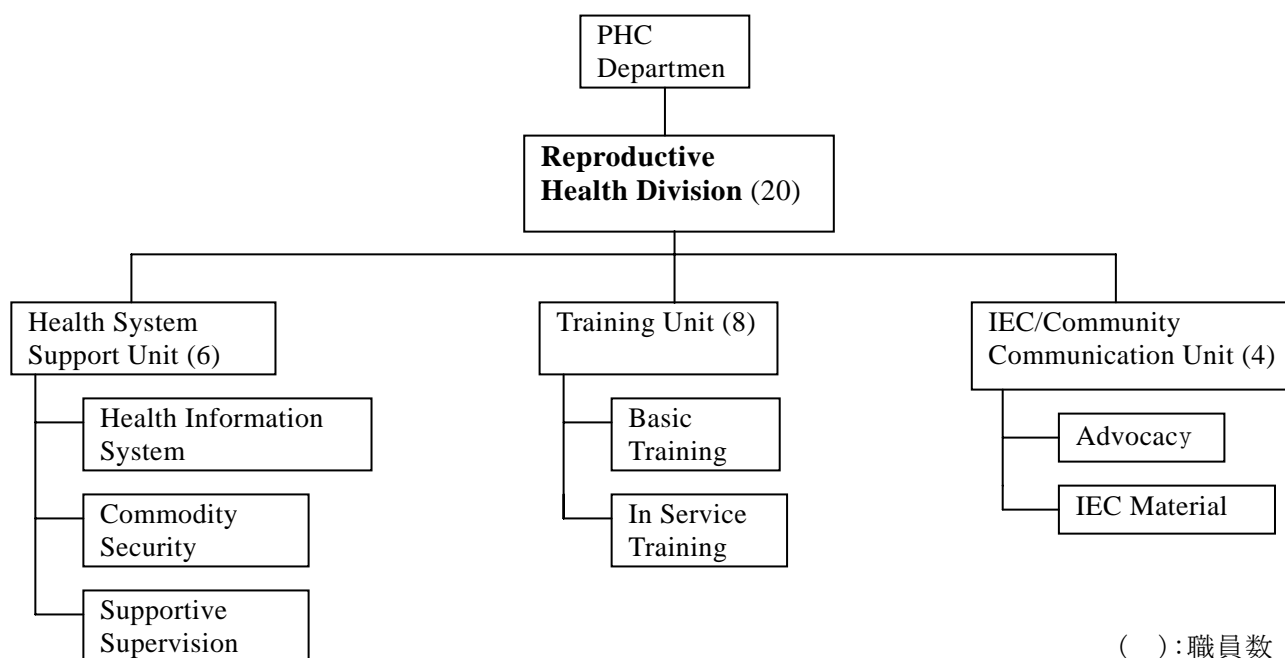 PHC
Departmen
Reproductive
Health Division (20)
Health System
Support Unit (6)
Health Information
System
Commodity
Security
Supportive
Supervision
Training Unit (8)
Basic
Training
In Service
Training
IEC/Community
Communication Unit (4)
Advocacy
IEC Material
(　):職員数